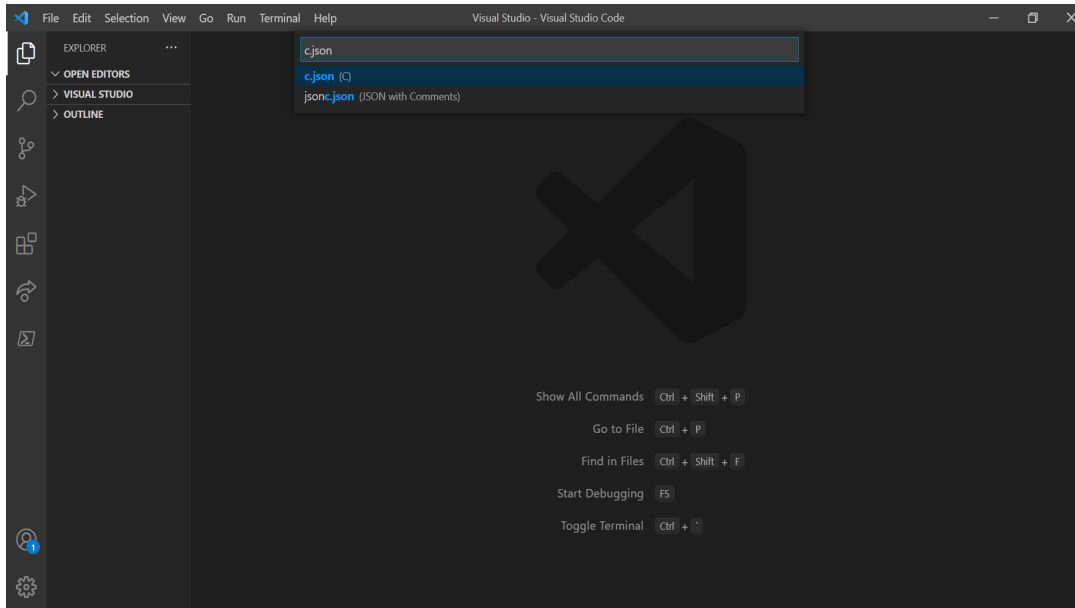 File Edit Selection View Go Run Terminal Help
Visual Studio - Visual Studio Code
EXPLORER
OPEN EDITORS
VISUAL STUDIO
OUTLINE
c.json
c.json (C)
jsonc.json (JSON with Comments)
Show All Commands Ctrl + Shift + P
Go to File Ctrl + P
Find in Files Ctrl + Shift + F
Start Debugging F5
Toggle Terminal Ctrl + `
1